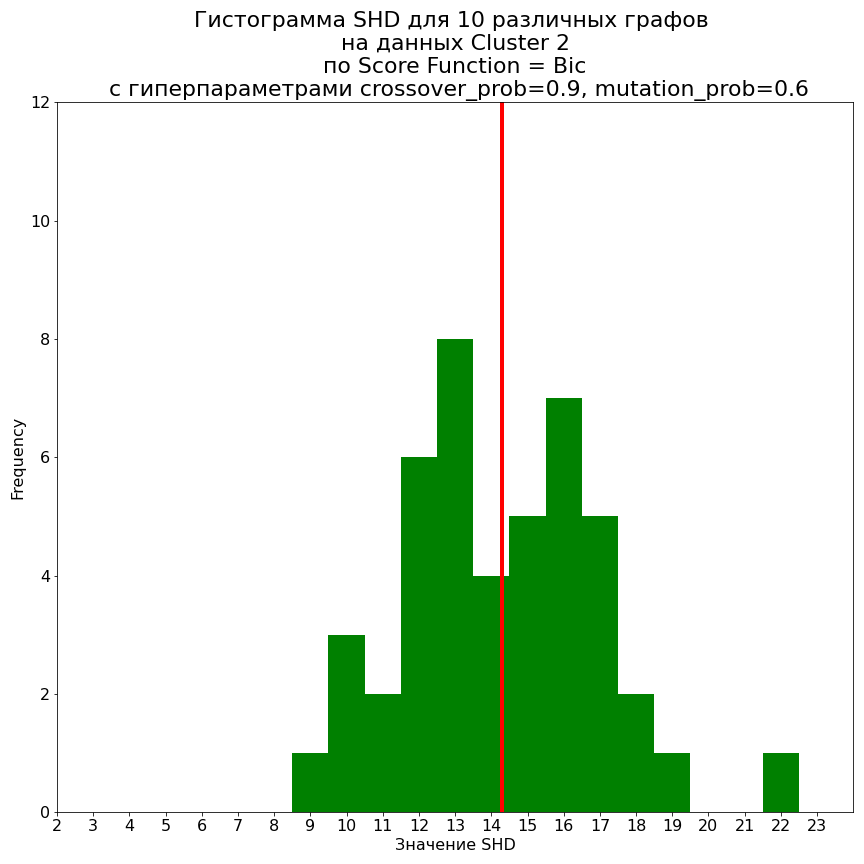 Гистограмма SHD для 10 различных графов
на данных Cluster 2
по Score Function = Bic
с гиперпараметрами crossover_prob=0.9, mutation_prob=0.6
12
10
8
6
4
2
0
Frequency
2 3 4 5 6 7 8 9 10 11 12 13 14 15 16 17 18 19 20 21 22 23
Значение SHD